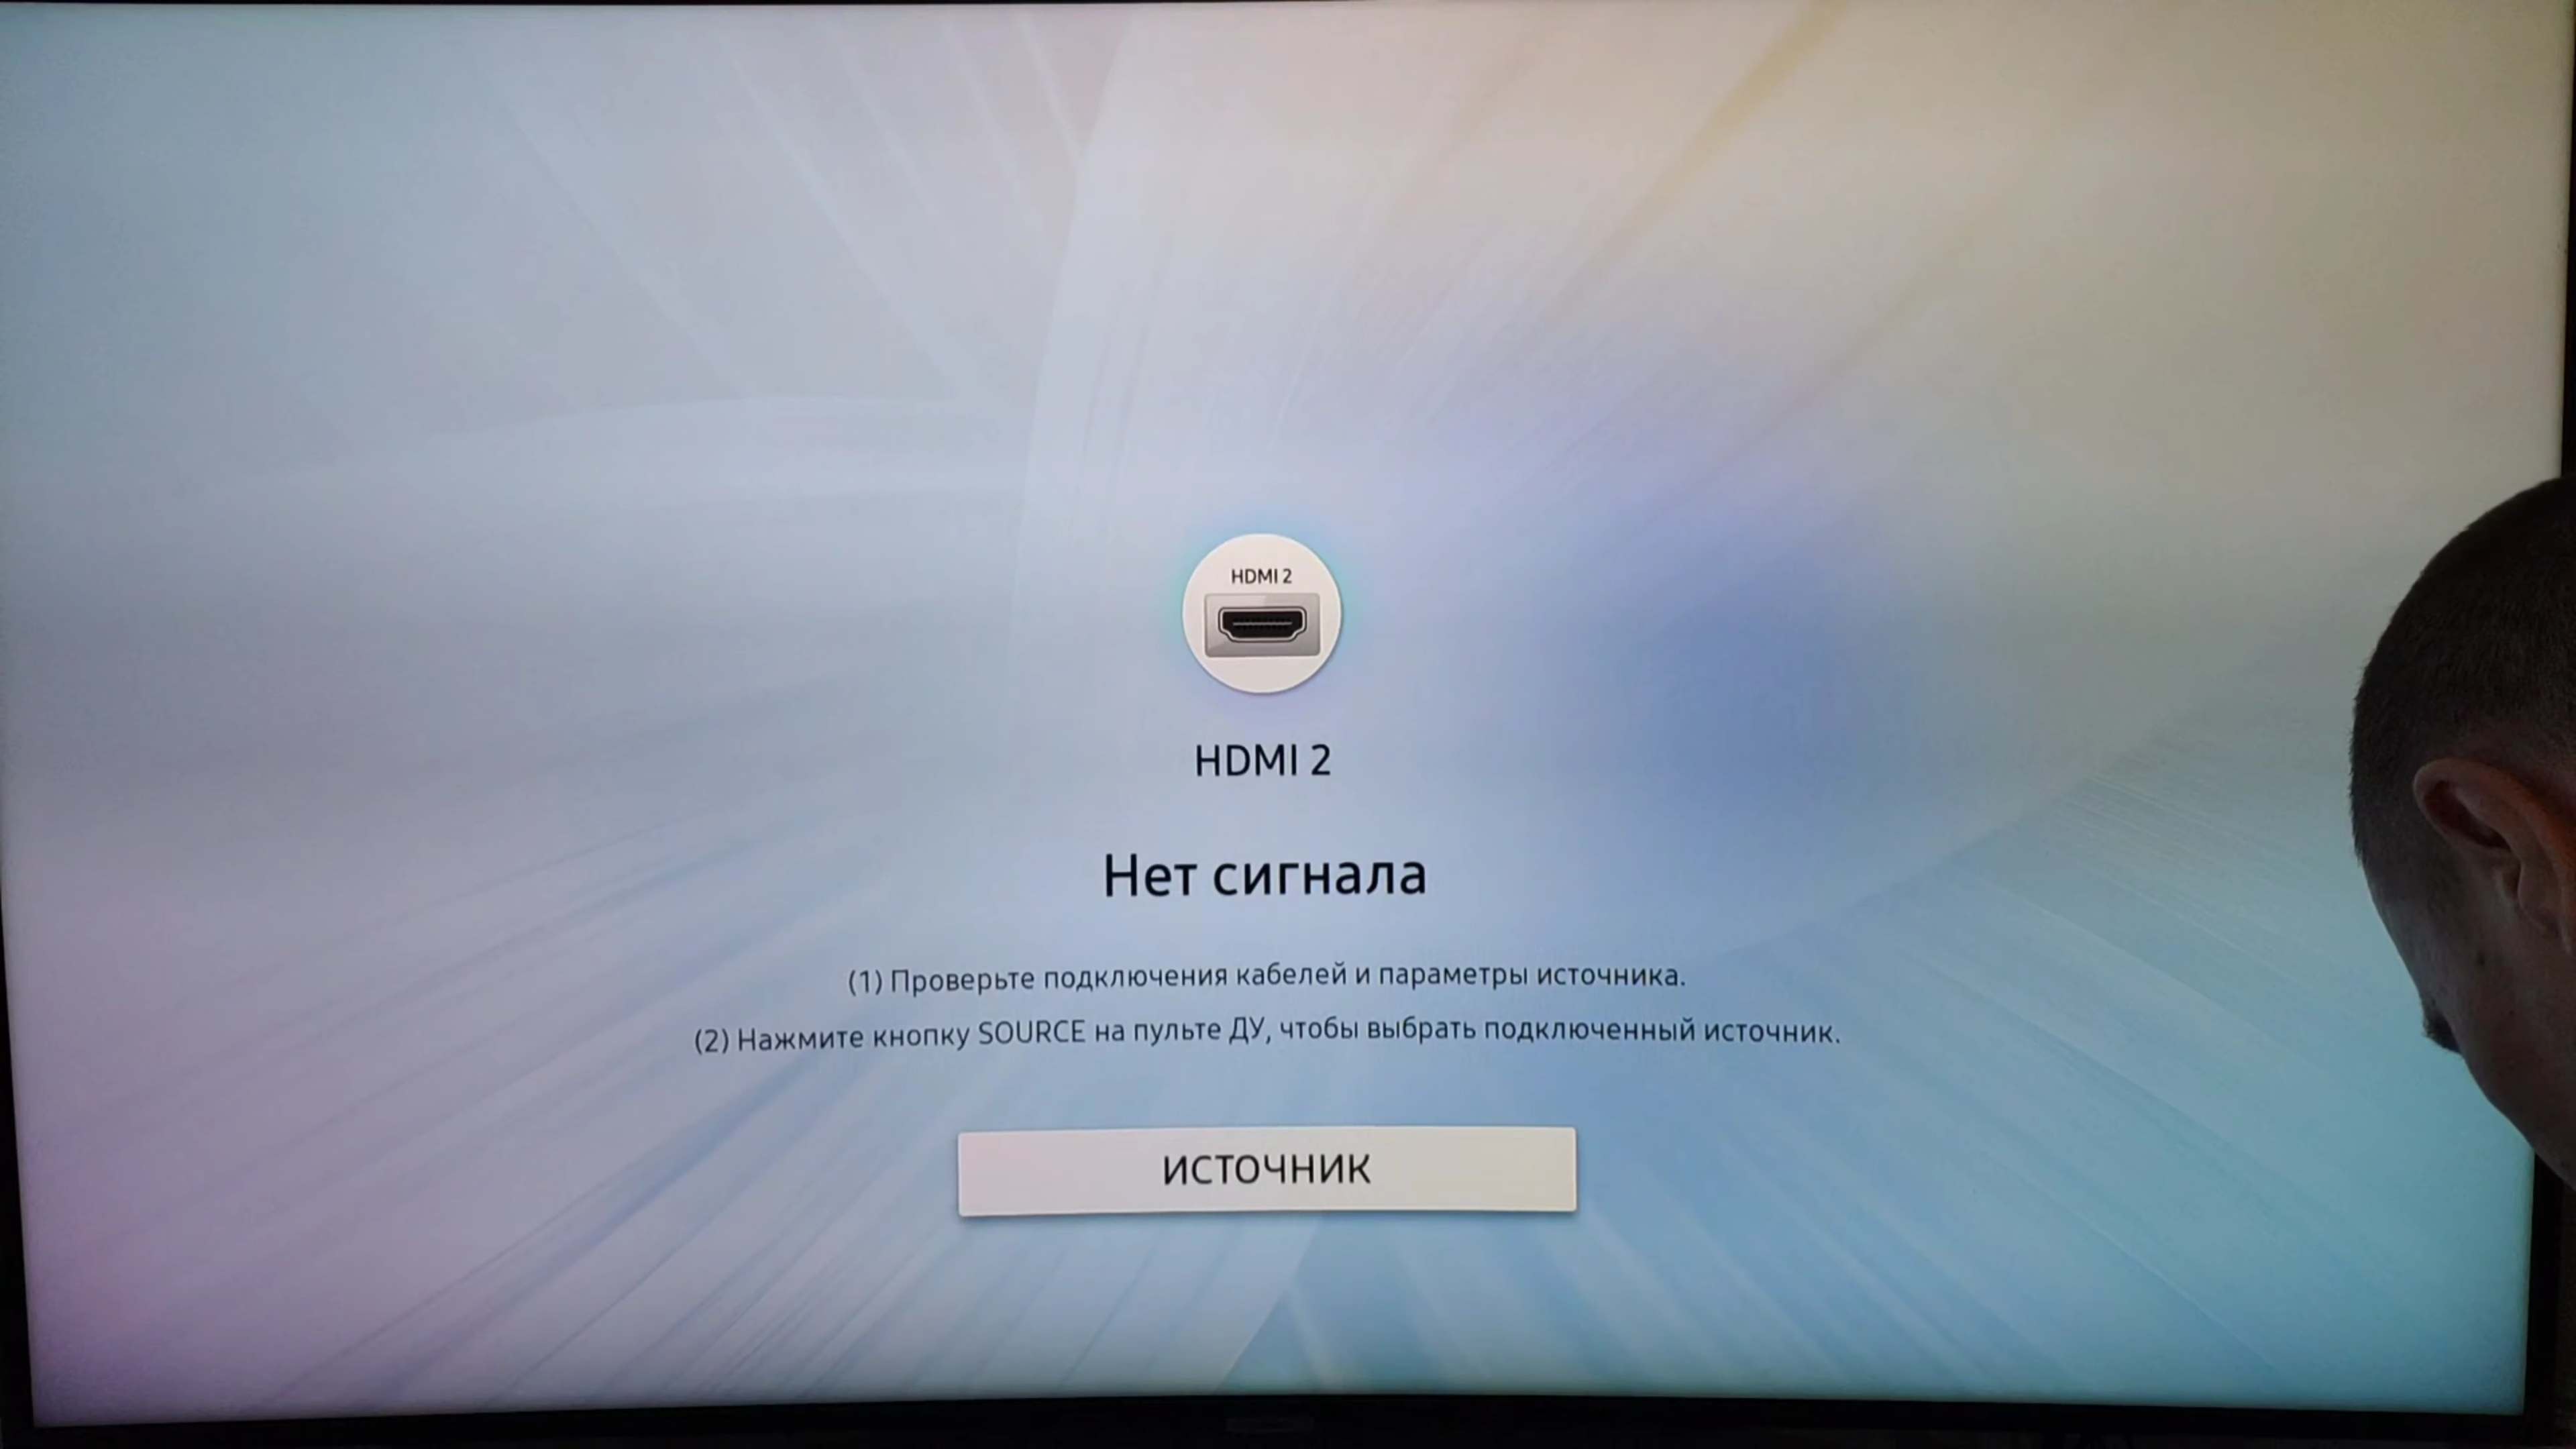 HDMI 2
HDMI 2
Нет сигнала
(1) Проверьте подключения кабелей и параметры источника.
(2) Нажмите кнопку SOURCE на пульте ДУ, чтобы выбрать подключенный источник.
ИСТОЧНИК